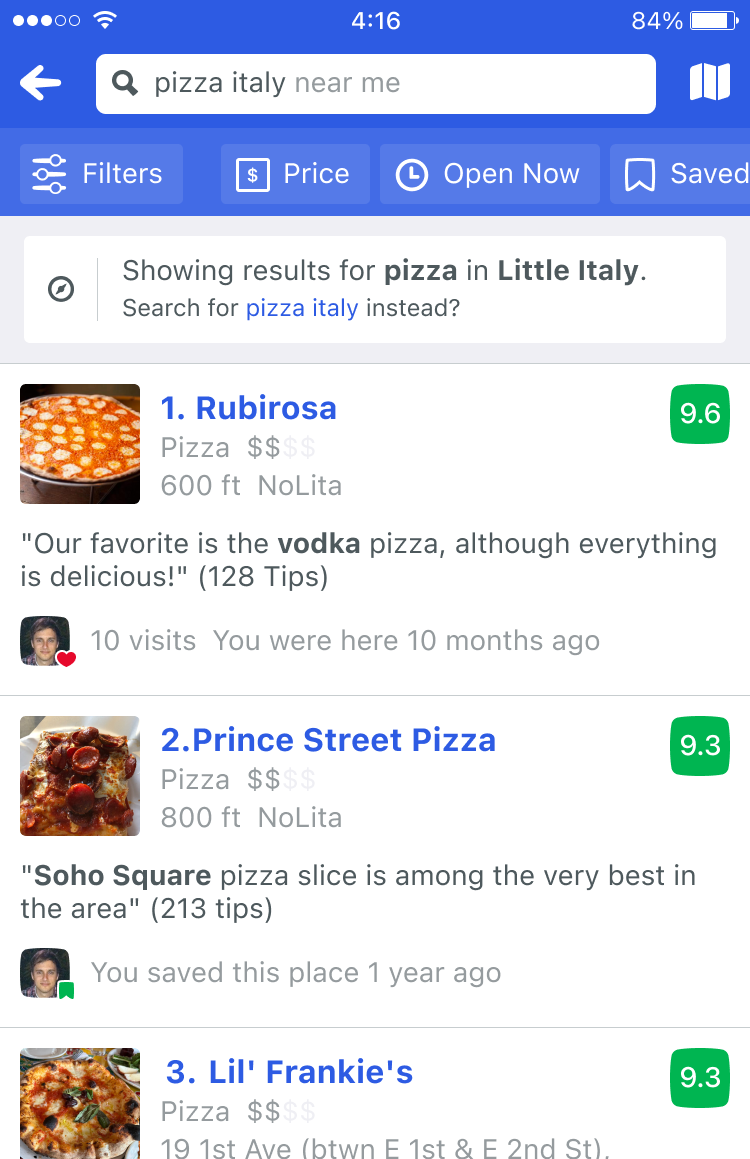 4:16
84%
pizza italy near me
Filters
$ Price
Open Now
Saved
Showing results for pizza in Little Italy.
Search for pizza italy instead?
1. Rubirosa
9.6
Pizza $$$$
600 ft NoLita
"Our favorite is the vodka pizza, although everything
is delicious!" (128 Tips)
10 visits You were here 10 months ago
2.Prince Street Pizza
9.3
Pizza $$$$
800 ft NoLita
"Soho Square pizza slice is among the very best in
the area" (213 tips)
You saved this place 1 year ago
3. Lil' Frankie's
9.3
Pizza $$$$
19 1st Ave (btwn E 1st & E 2nd St),